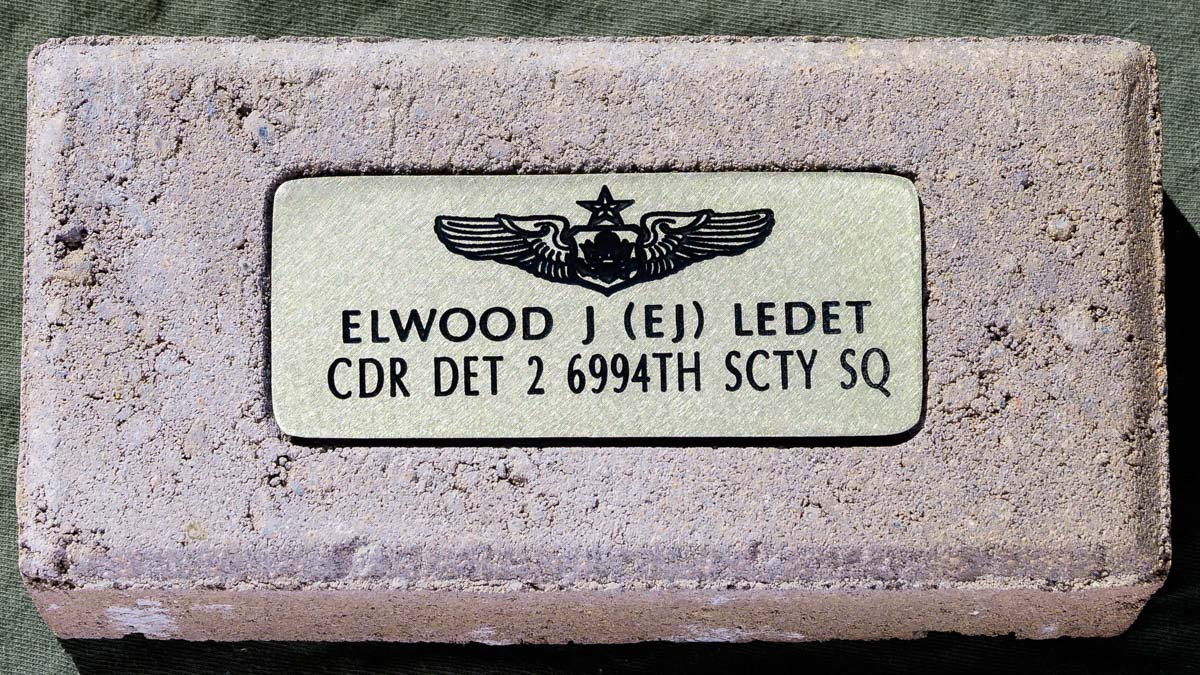 ELWOOD J (EJ) LEDET
CDR DET 2 6994TH SCTY SQ